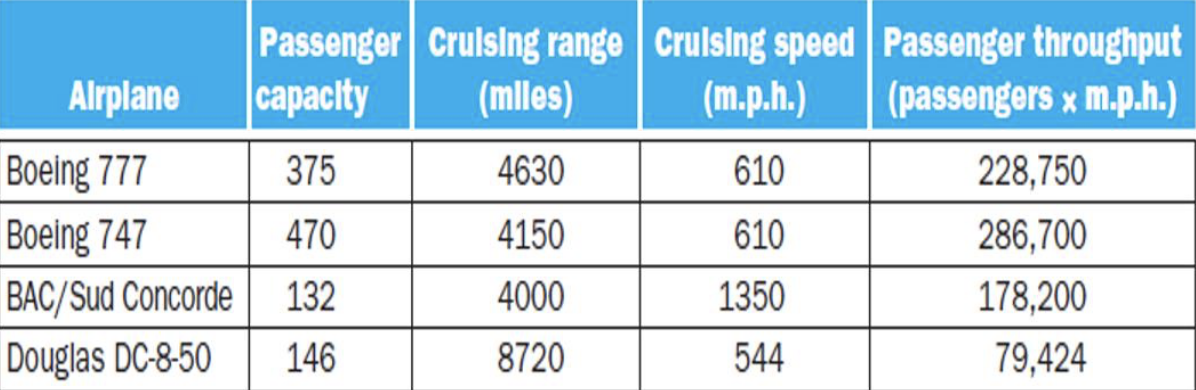 Airplane Passenger capacity Cruising range (miles) Cruising speed (m.p.h.) Passenger throughput (passengers × m.p.h.)
Boeing 777 375 4630 610 228,750
Boeing 747 470 4150 610 286,700
BAC/Sud Concorde 132 4000 1350 178,200
Douglas DC-8-50 146 8720 544 79,424